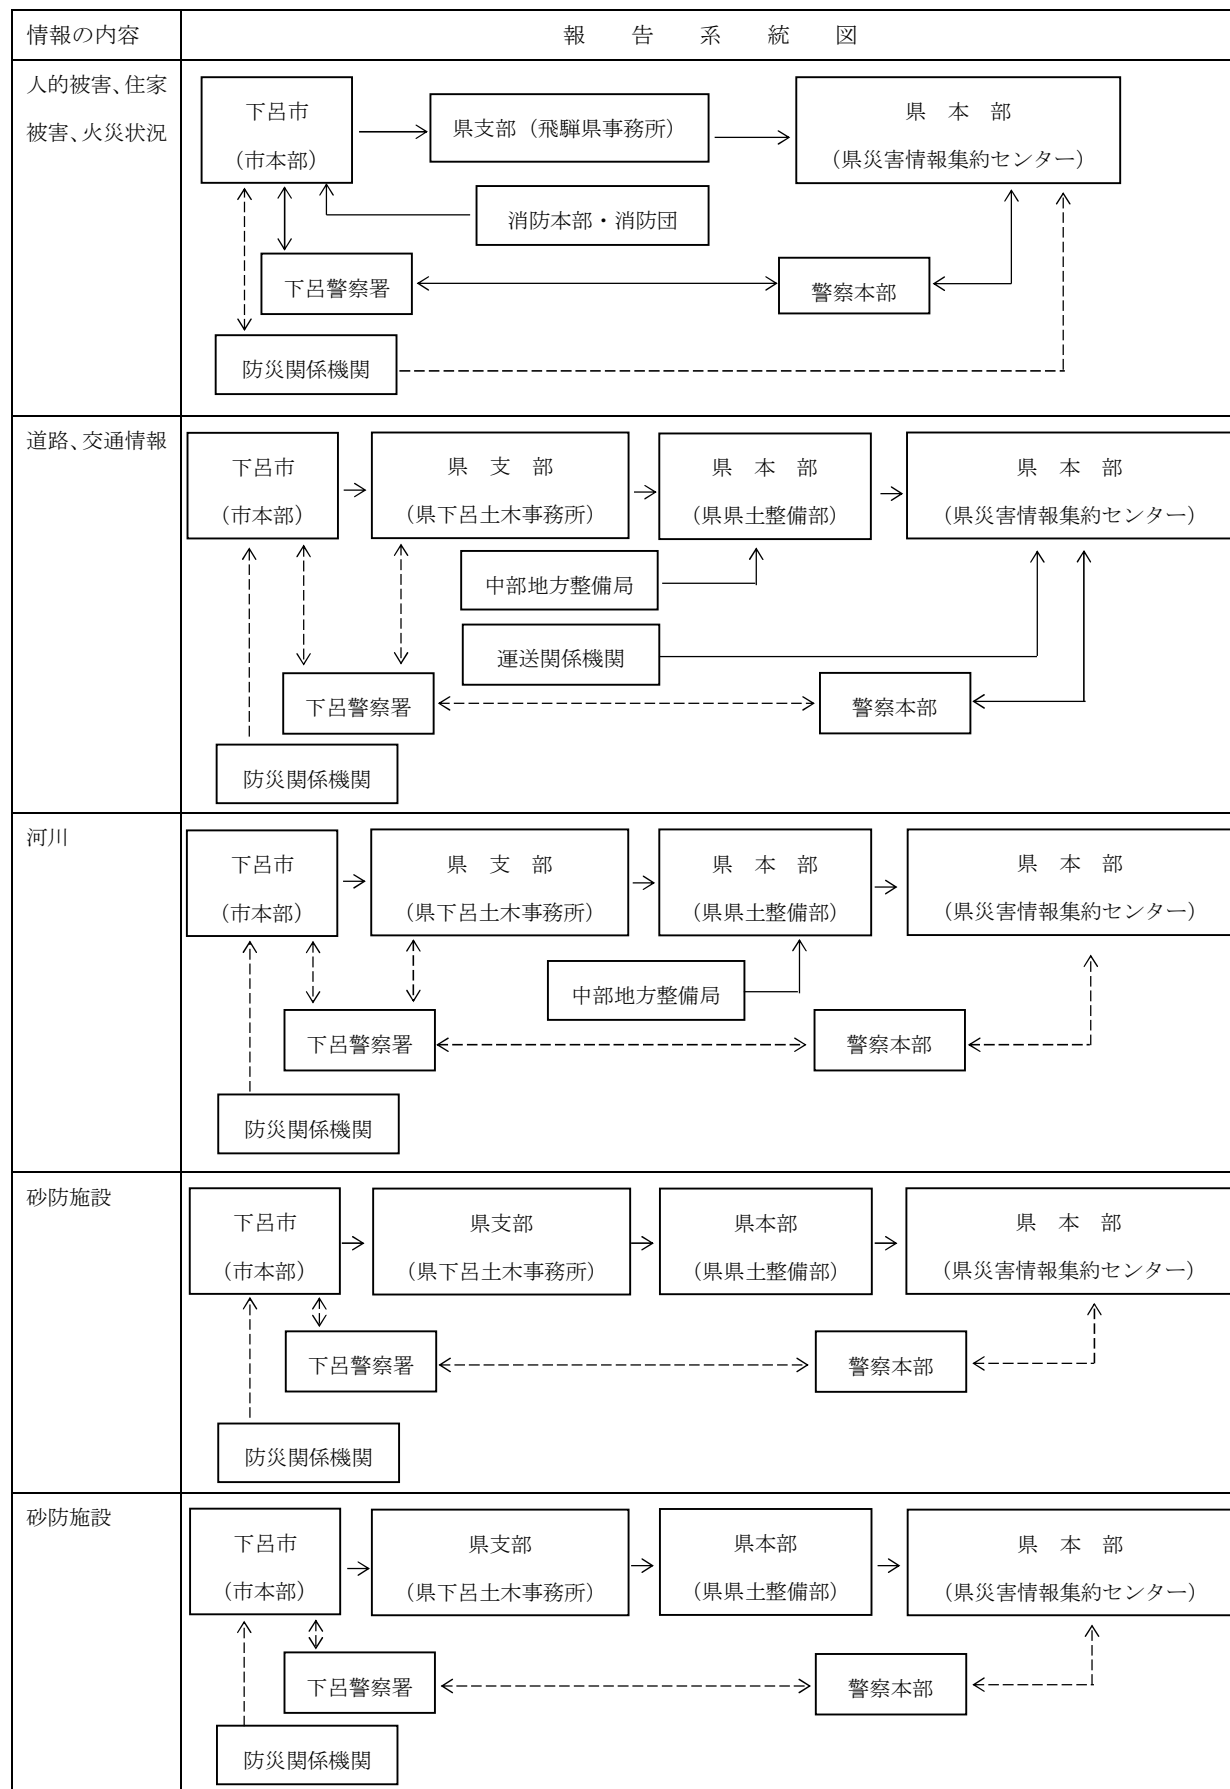 情報の内容
報　告　系　統　図
人的被害、住家
被害、火災状況
下呂市
（市本部）
県支部（飛騨県事務所）
県　本　部
（県災害情報集約センター）
消防本部・消防団
下呂警察署
警察本部
防災関係機関
道路、交通情報
下呂市
（市本部）
県　支　部
（県下呂土木事務所）
県　本　部
（県県土整備部）
県　本　部
（県災害情報集約センター）
中部地方整備局
運送関係機関
下呂警察署
警察本部
防災関係機関
河川
下呂市
（市本部）
県　支　部
（県下呂土木事務所）
県　本　部
（県県土整備部）
県　本　部
（県災害情報集約センター）
中部地方整備局
下呂警察署
警察本部
防災関係機関
砂防施設
下呂市
（市本部）
県支部
（県下呂土木事務所）
県本部
（県県土整備部）
県　本　部
（県災害情報集約センター）
下呂警察署
警察本部
防災関係機関
砂防施設
下呂市
（市本部）
県支部
（県下呂土木事務所）
県本部
（県県土整備部）
県　本　部
（県災害情報集約センター）
下呂警察署
警察本部
防災関係機関